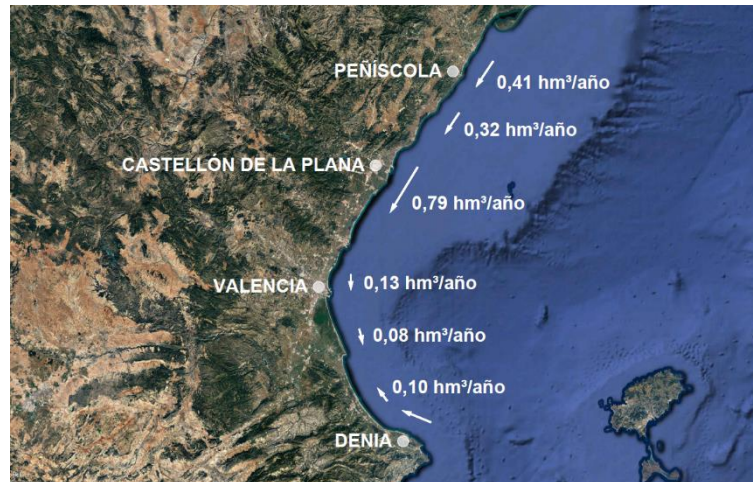 PEÑÍSCOLA
0,41 hm³/año
0,32 hm³/año
CASTELLÓN DE LA PLANA
0,79 hm³/año
VALENCIA
0,13 hm³/año
0,08 hm³/año
0,10 hm³/año
DENIA